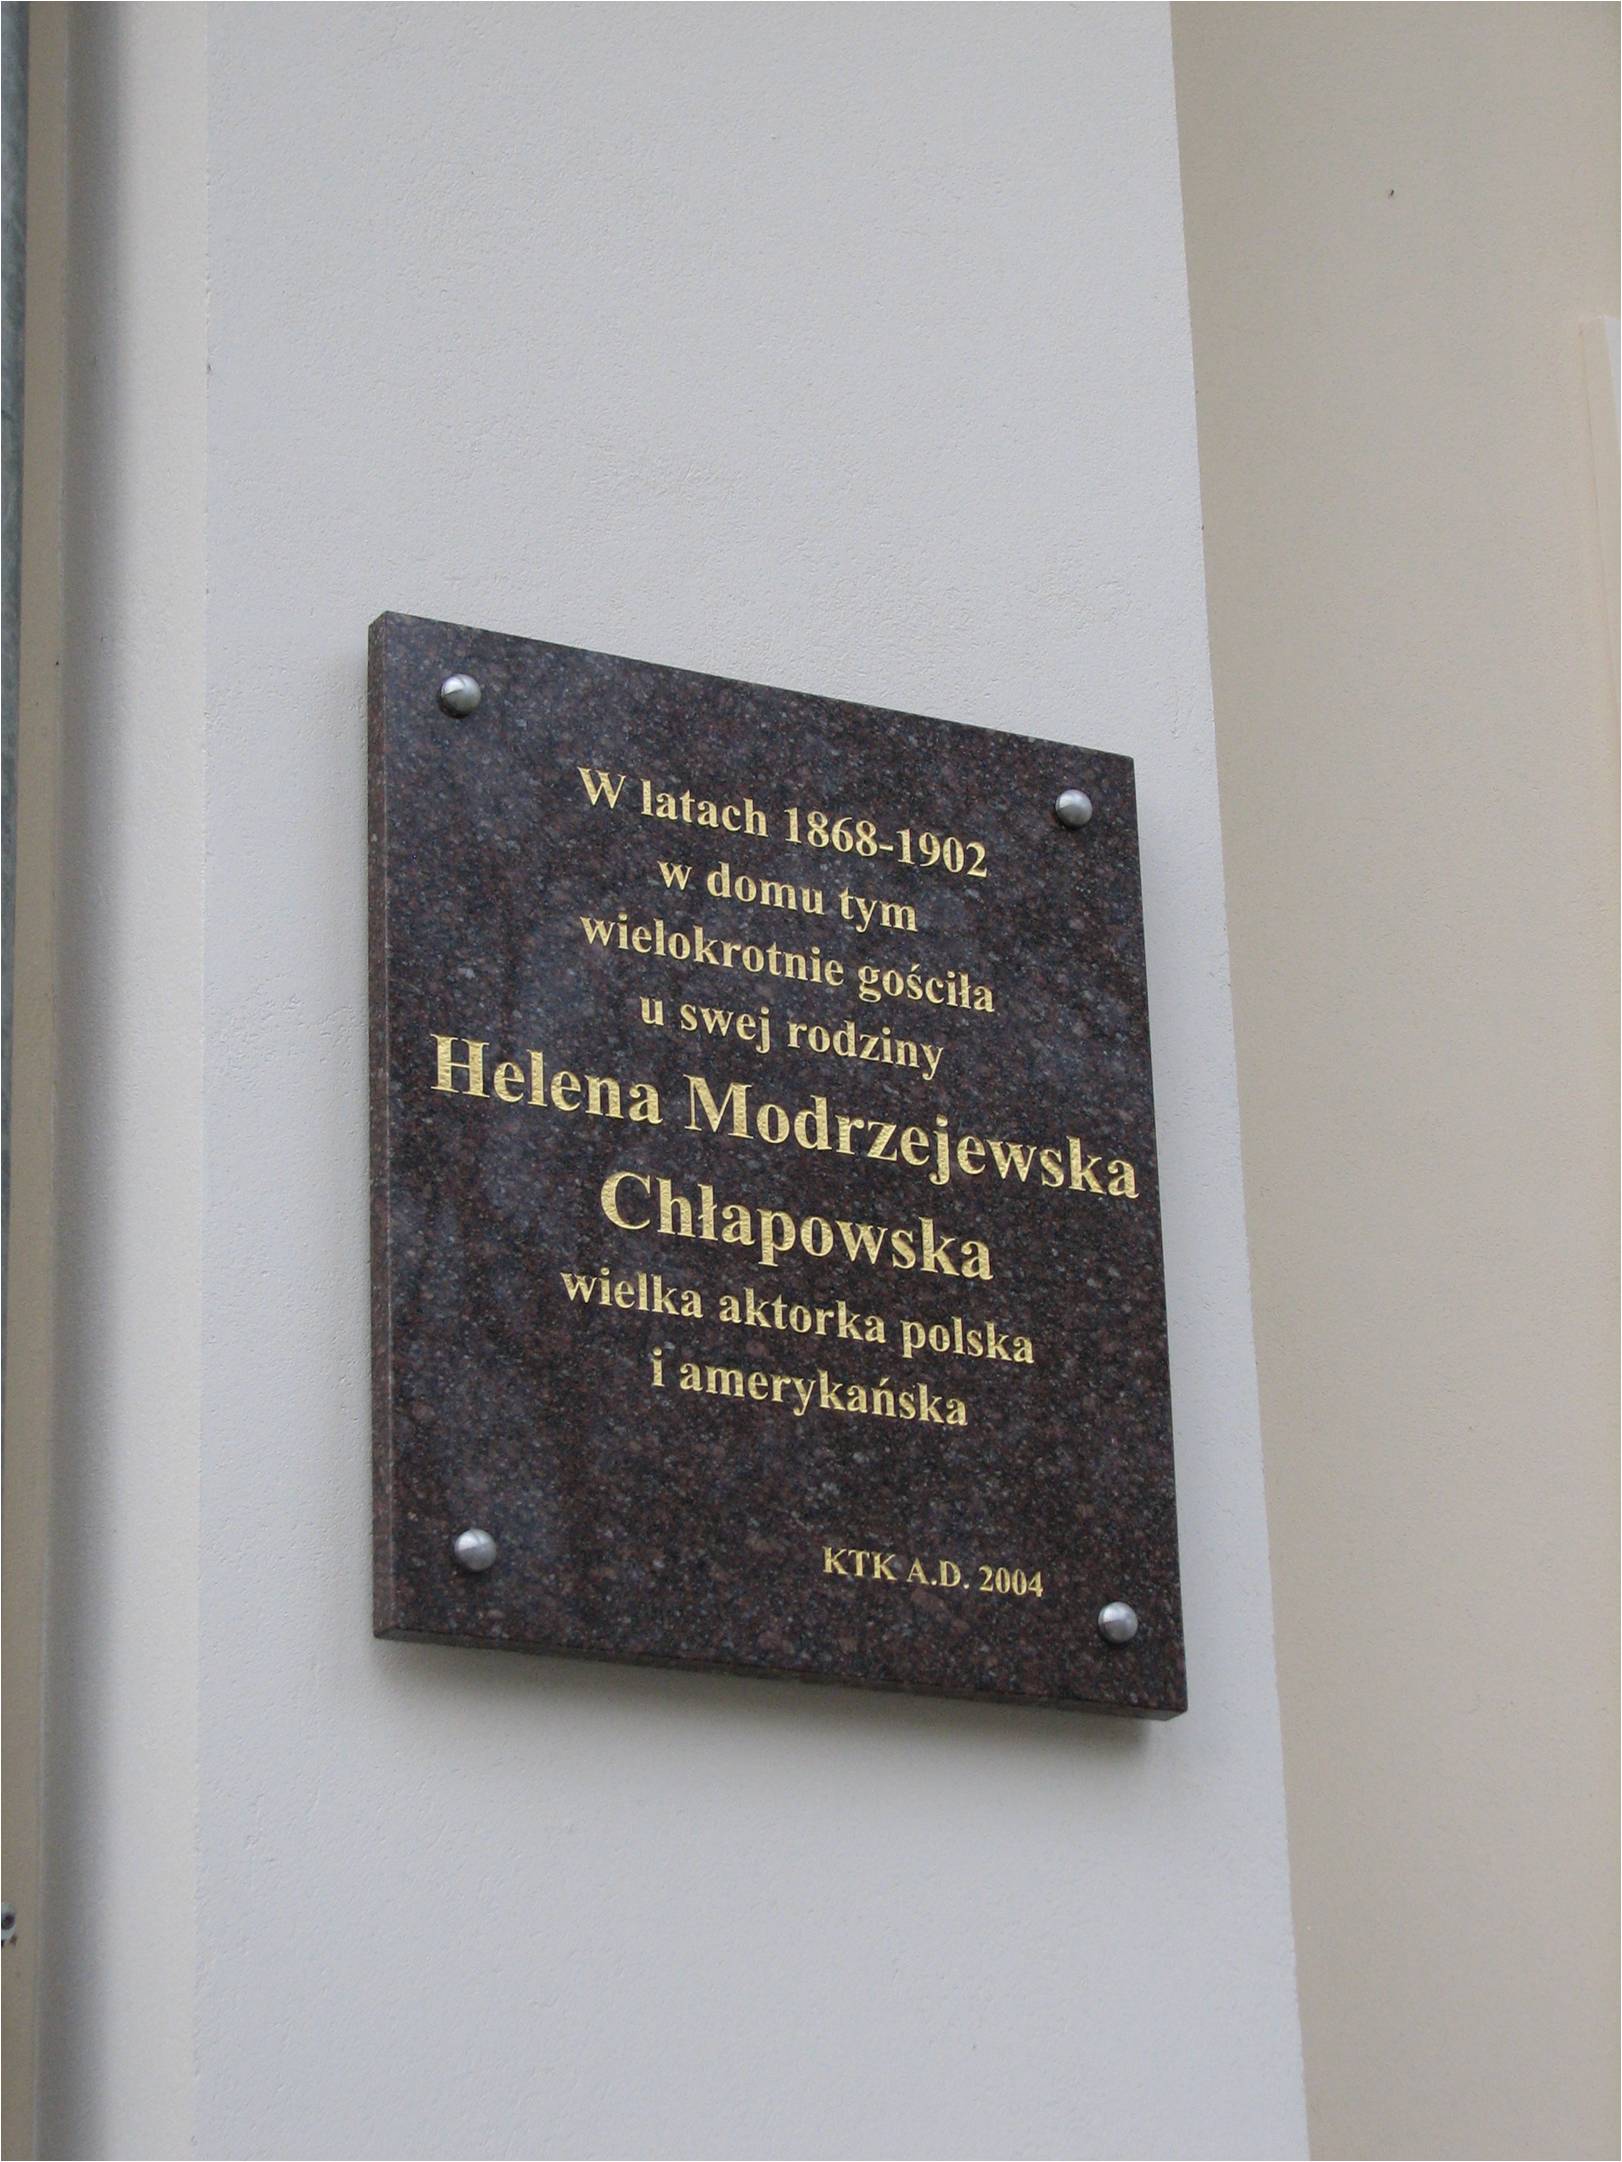 W latach 1868-1902
w domu tym
wielokrotnie gościła
u swej rodziny
Helena Modrzejewska
Chłapowska
wielka aktorka polska
i amerykańska
KTK A.D. 2004